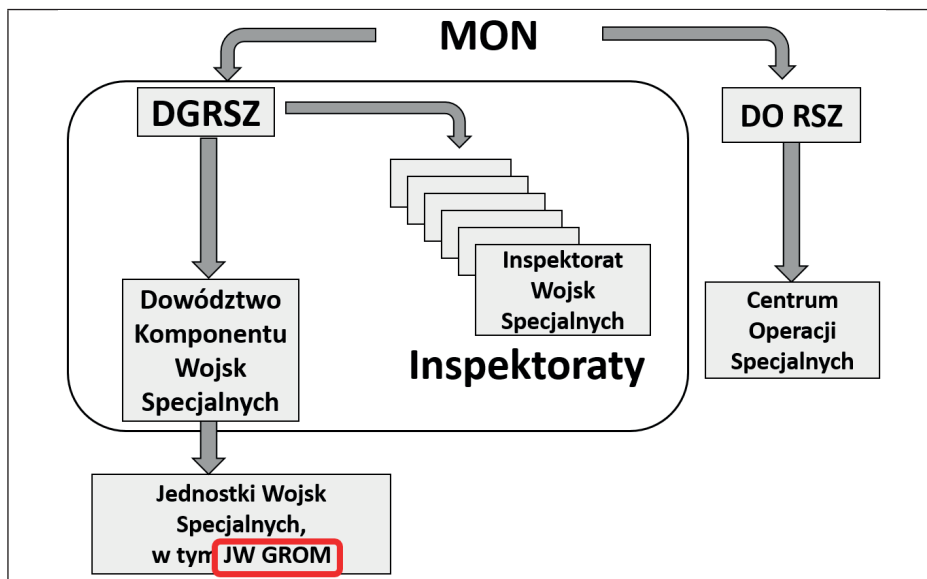 MON
DGRSZ
DO RSZ
Inspektorat
Wojsk
Specjalnych
Inspektoraty
Dowództwo
Komponentu
Wojsk
Specjalnych
Centrum
Operacji
Specjalnych
Jednostki Wojsk
Specjalnych,
w tym JW GROM